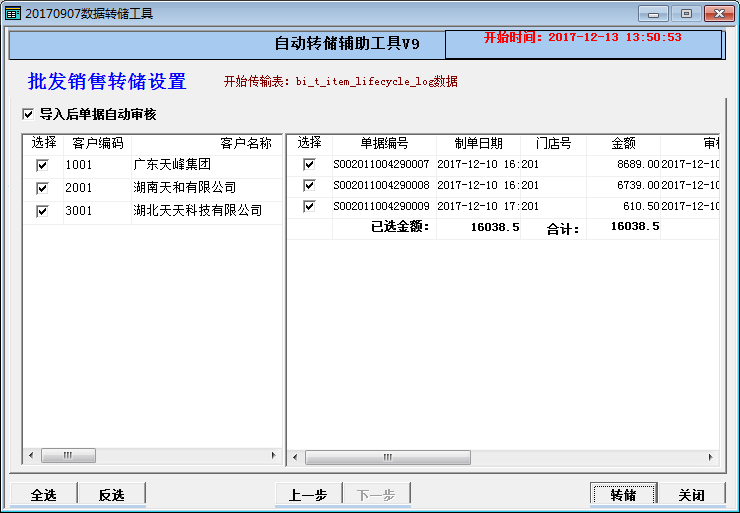 20170907数据转储工具
自动转储辅助工具V9
开始时间：2017-12-13 13:50:53
批发销售转储设置
开始传输表：bi_t_item_lifecycle_log数据
导入后单据自动审核
选择 客户编码 客户名称
1001 广东天峰集团
2001 湖南天和有限公司
3001 湖北天天科技有限公司
选择 单据编号 制单日期 门店号 金额 审
S002011004290007 2017-12-10 16: 201 8689.00 2017-12-10
S002011004290008 2017-12-10 16: 201 6739.00 2017-12-10
S002011004290009 2017-12-10 17: 201 610.50 2017-12-10
已选金额： 16038.5 合计： 16038.5
全选 反选 上一步 下一步 转储 关闭